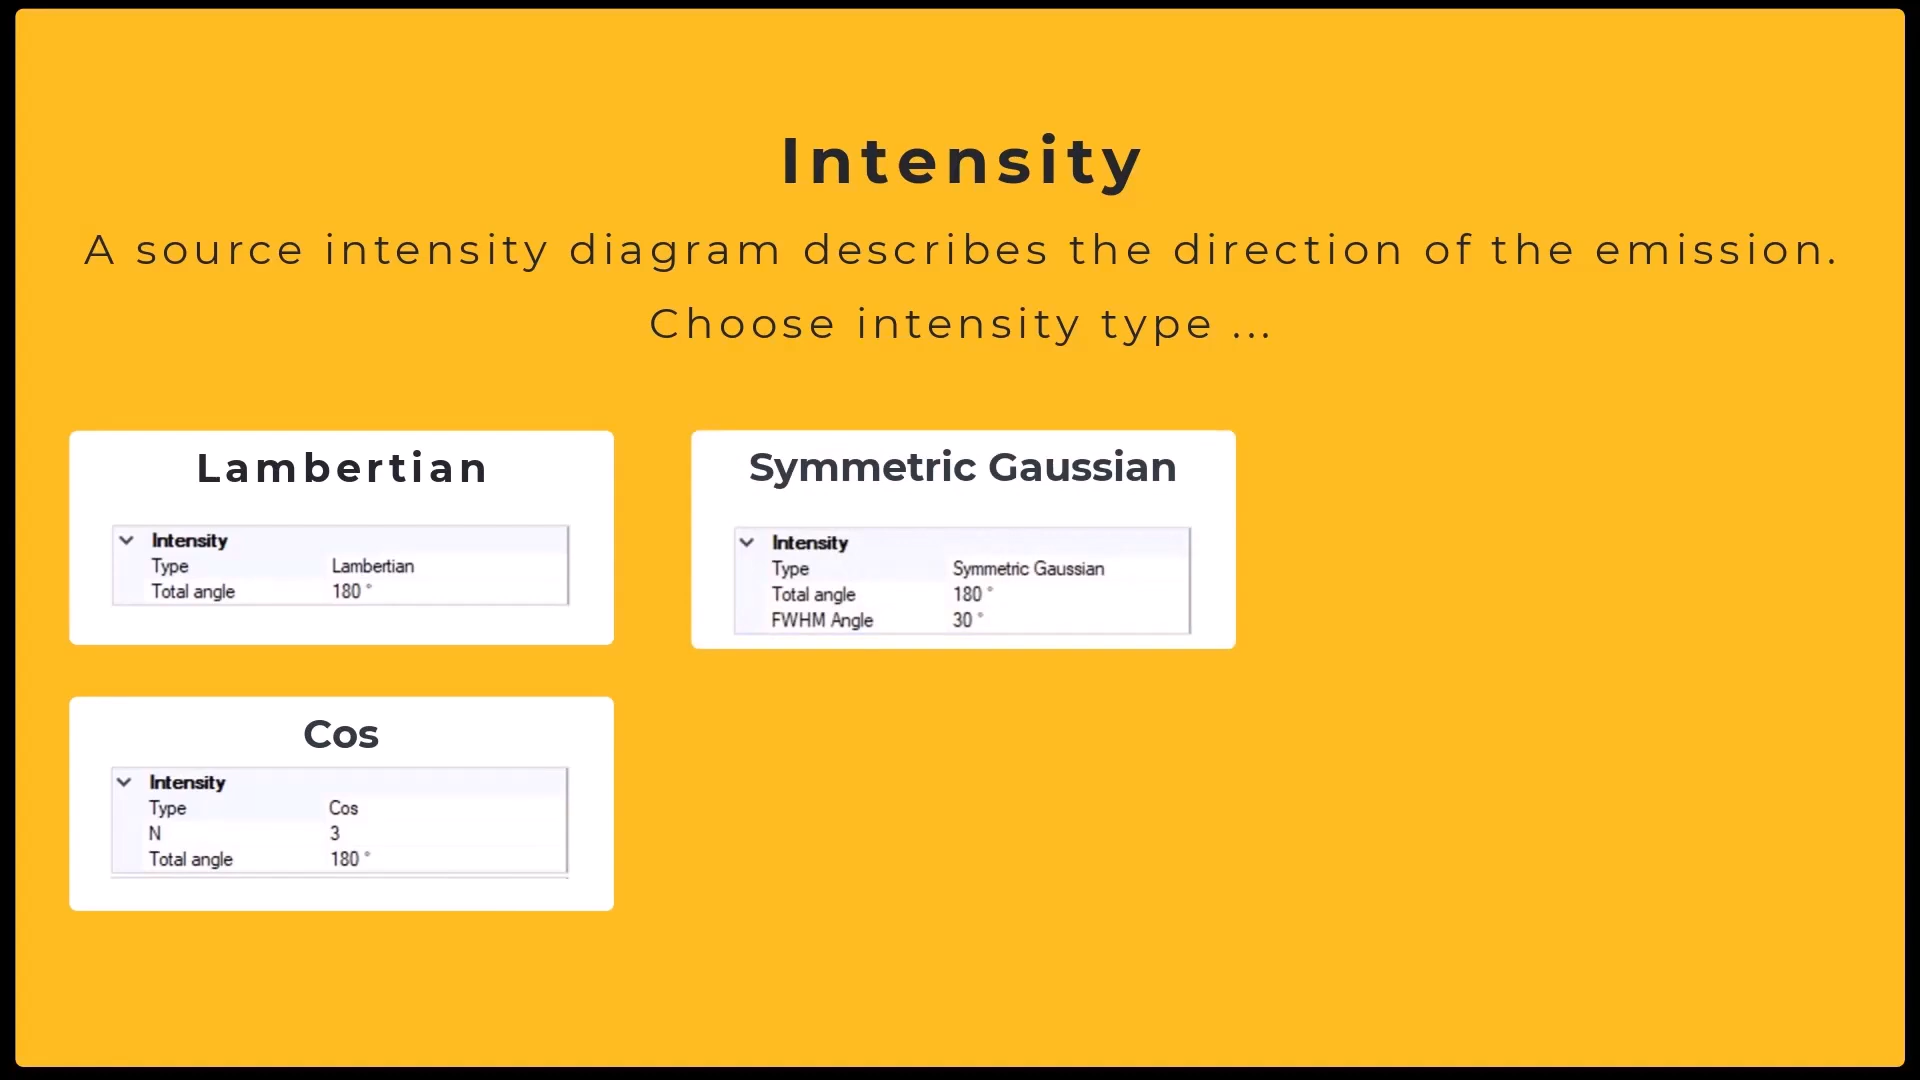 Intensity
A source intensity diagram describes the direction of the emission.
Choose intensity type ...
Lambertian
Intensity
Type Lambertian
Total angle 180 °
Symmetric Gaussian
Intensity
Type Symmetric Gaussian
Total angle 180 °
FWHM Angle 30 °
Cos
Intensity
Type Cos
N 3
Total angle 180 °